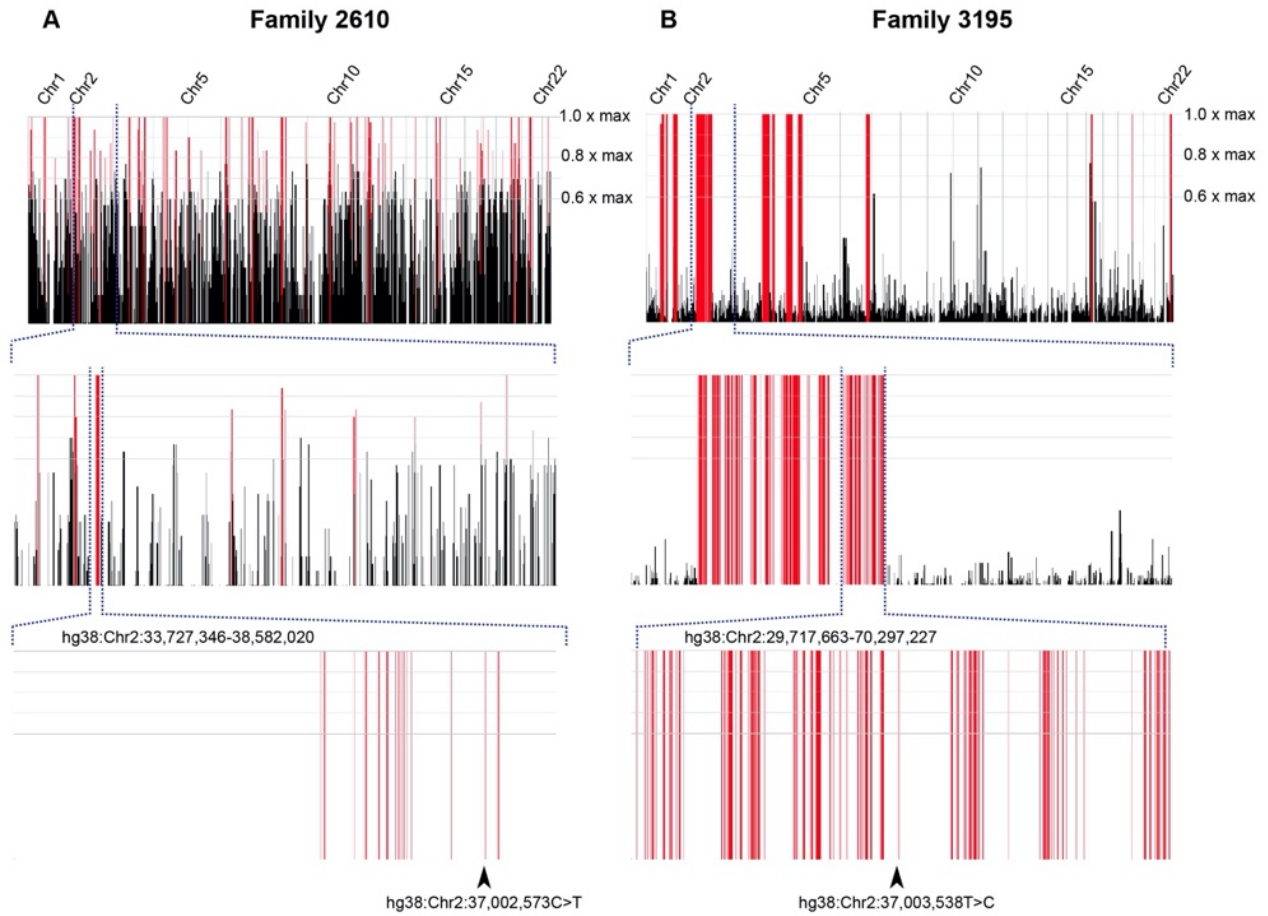 A Family 2610
Chr1 Chr2 Chr5 Chr10 Chr15 Chr22
1.0 x max
0.8 x max
0.6 x max
hg38:Chr2:33,727,346-38,582,020
hg38:Chr2:37,002,573C>T
B Family 3195
Chr1 Chr2 Chr5 Chr10 Chr15 Chr22
1.0 x max
0.8 x max
0.6 x max
hg38:Chr2:29,717,663-70,297,227
hg38:Chr2:37,003,538T>C